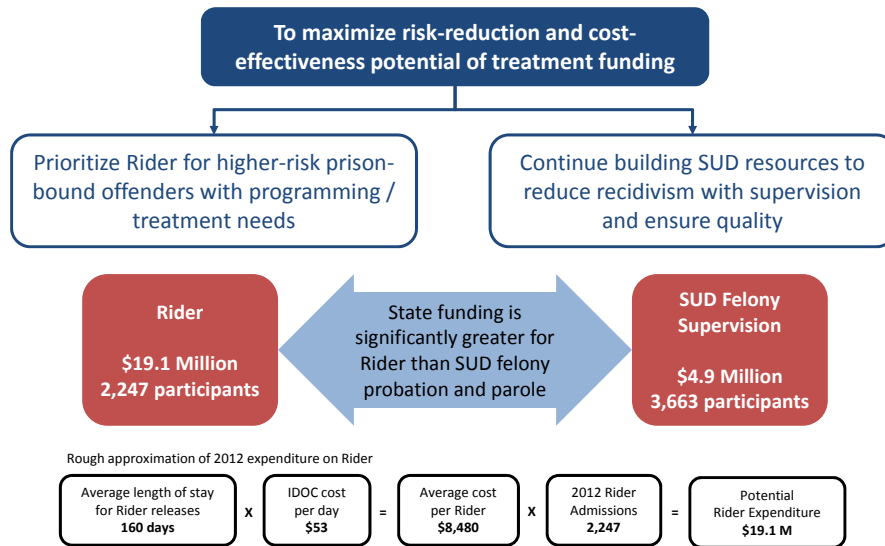 To maximize risk-reduction and cost-
effectiveness potential of treatment funding
Prioritize Rider for higher-risk prison-
bound offenders with programming /
treatment needs
Continue building SUD resources to
reduce recidivism with supervision
and ensure quality
Rider
$19.1 Million
2,247 participants
State funding is
significantly greater for
Rider than SUD felony
probation and parole
SUD Felony
Supervision
$4.9 Million
3,663 participants
Rough approximation of 2012 expenditure on Rider
Average length of stay
for Rider releases
160 days
X
IDOC cost
per day
$53
=
Average cost
per Rider
$8,480
X
2012 Rider
Admissions
2,247
=
Potential
Rider Expenditure
$19.1 M